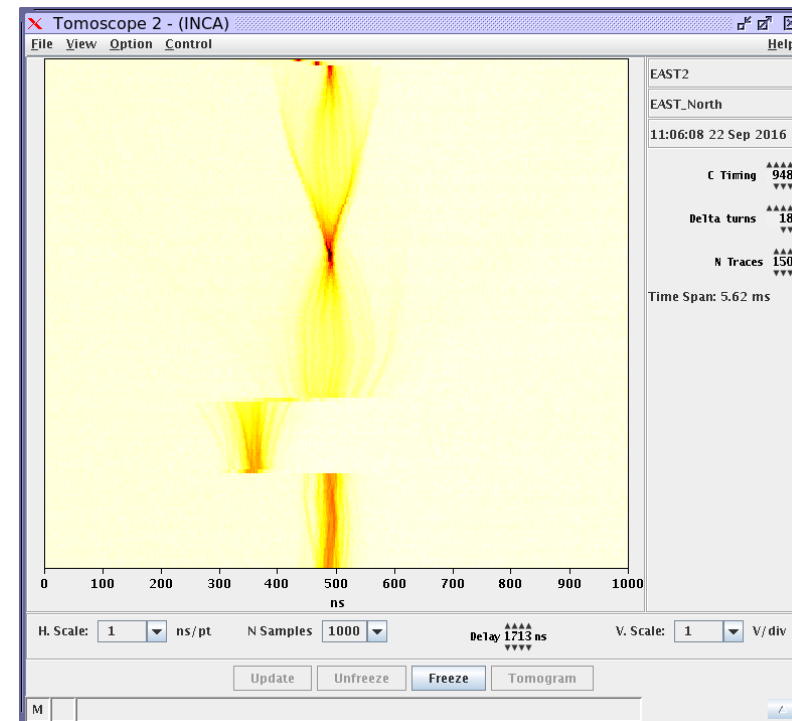 Tomoscope 2 - (INCA)
File View Option Control Help
EAST2
EAST_North
11:06:08 22 Sep 2016
C Timing 948
Delta turns 18
N Traces 150
Time Span: 5.62 ms
0 100 200 300 400 500 600 700 800 900 1000
ns
H. Scale: 1 ns/pt N Samples 1000 Delay 1713 ns V. Scale: 1 V/div
Update Unfreeze Freeze Tomogram
M